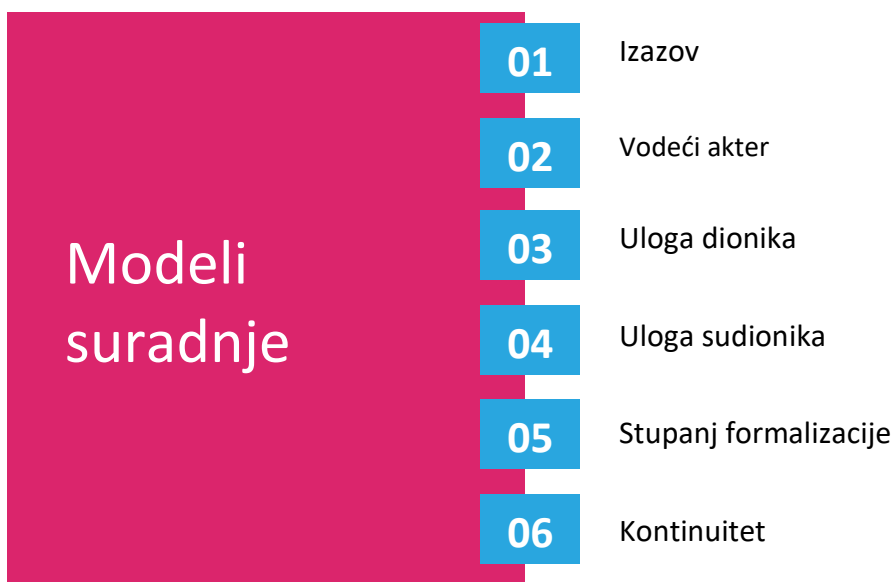 Modeli
suradnje
01
Izazov
02
Vodeći akter
03
Uloga dionika
04
Uloga sudionika
05
Stupanj formalizacije
06
Kontinuitet